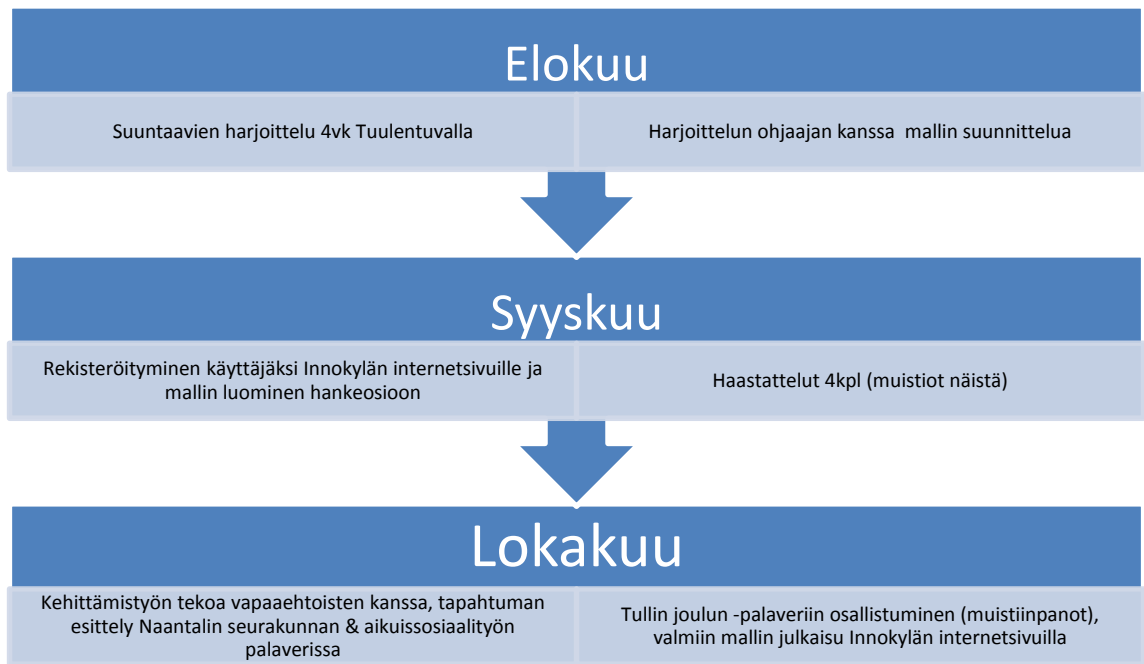 Elokuu
Suuntaavien harjoittelu 4vk Tuulentuvalla
Harjoittelun ohjaajan kanssa mallin suunnittelua
Syyskuu
Rekisteröityminen käyttäjäksi Innokylän internetsivuille ja
mallin luominen hankeosioon
Haastattelut 4kpl (muistiot näistä)
Lokakuu
Kehittämistyön tekoa vapaaehtoisten kanssa, tapahtuman
esittely Naantalin seurakunnan & aikuissosiaalityön
palaverissa
Tullin joulun -palaveriin osallistuminen (muistiinpanot),
valmiin mallin julkaisu Innokylän internetsivuilla